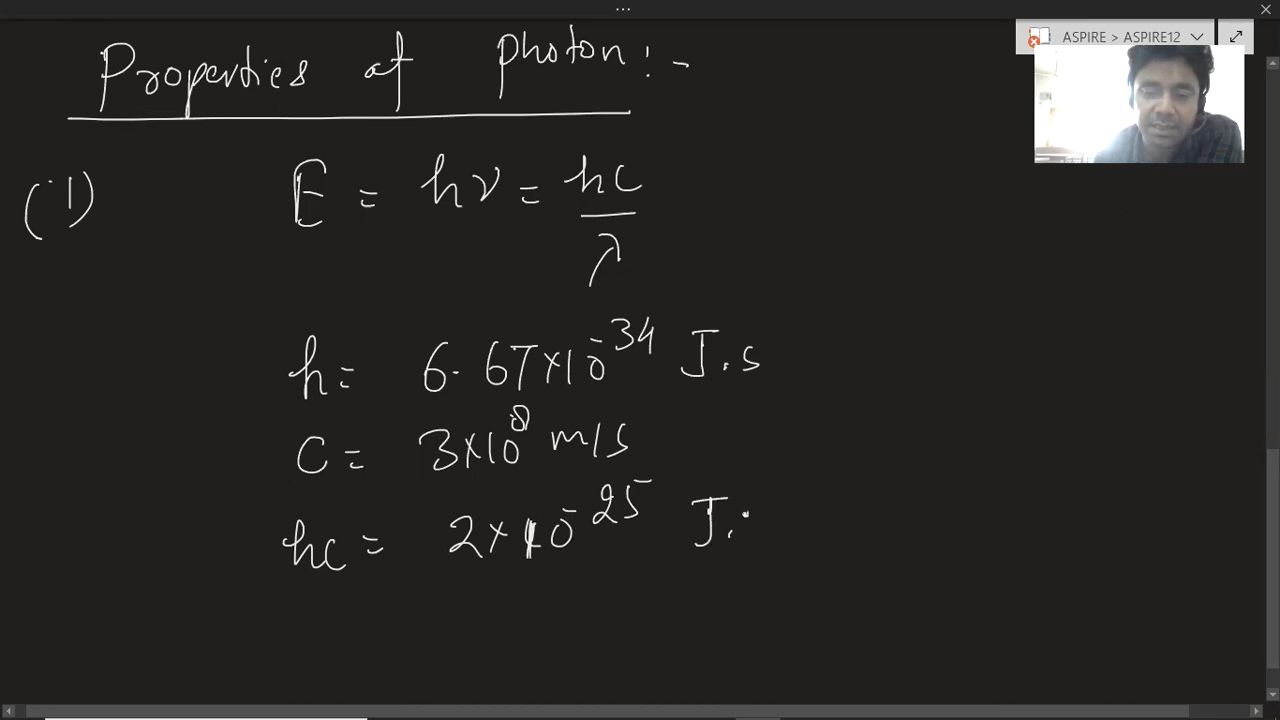 ASPIRE > ASPIRE12
Properties of photon :-
(1) E = hν = hc/λ
h = 6.67×10⁻³⁴ J.s
C = 3×10⁸ m/s
hc = 2×10⁻²⁵ J.